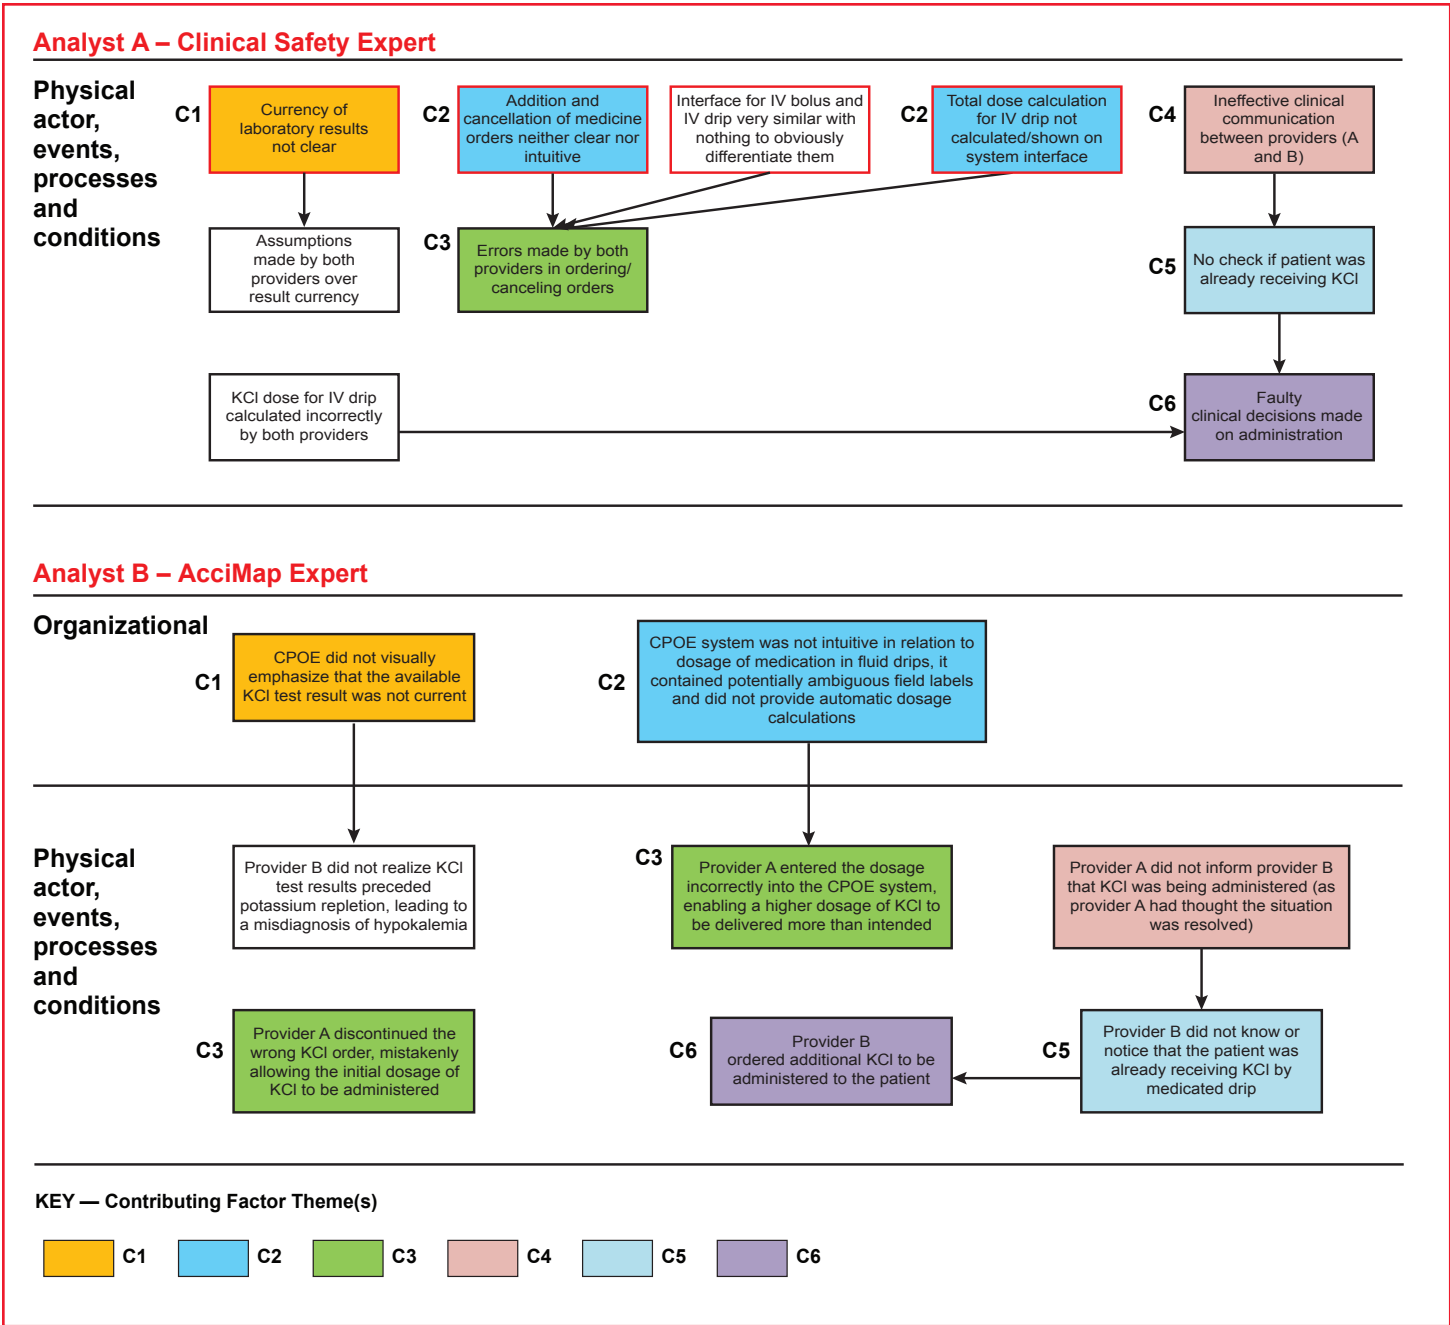 Analyst A – Clinical Safety Expert
Physical
actor,
events,
processes
and
conditions
C1
Currency of
laboratory results
not clear
C2
Addition and
cancellation of medicine
orders neither clear nor
intuitive
Interface for IV bolus and
IV drip very similar with
nothing to obviously
differentiate them
C2
Total dose calculation
for IV drip not
calculated/shown on
system interface
C4
Ineffective clinical
communication
between providers (A
and B)
Assumptions
made by both
providers over
result currency
C3
Errors made by both
providers in ordering/
canceling orders
C5
No check if patient was
already receiving KCl
KCl dose for IV drip
calculated incorrectly
by both providers
C6
Faulty
clinical decisions made
on administration
Analyst B – AcciMap Expert
Organizational
C1
CPOE did not visually
emphasize that the available
KCl test result was not current
C2
CPOE system was not intuitive in relation to
dosage of medication in fluid drips, it
contained potentially ambiguous field labels
and did not provide automatic dosage
calculations
Physical
actor,
events,
processes
and
conditions
Provider B did not realize KCl
test results preceded
potassium repletion, leading to
a misdiagnosis of hypokalemia
C3
Provider A entered the dosage
incorrectly into the CPOE system,
enabling a higher dosage of KCl to
be delivered more than intended
Provider A did not inform provider B
that KCl was being administered (as
provider A had thought the situation
was resolved)
C3
Provider A discontinued the
wrong KCl order, mistakenly
allowing the initial dosage of
KCl to be administered
C6
Provider B
ordered additional KCl to be
administered to the patient
C5
Provider B did not know or
notice that the patient was
already receiving KCl by
medicated drip
KEY — Contributing Factor Theme(s)
C1
C2
C3
C4
C5
C6